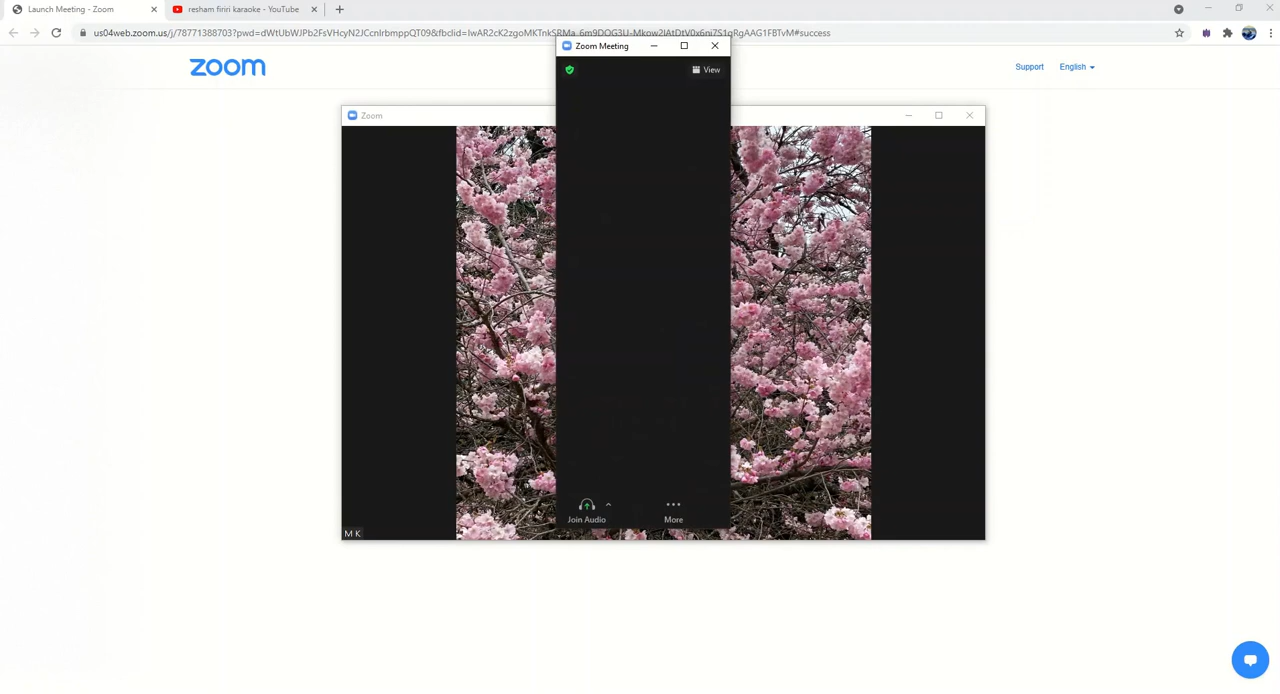 Launch Meeting - Zoom
resham firiri karaoke - YouTube
zoom
Support
English
Zoom Meeting
View
Zoom
Join Audio
More
M K